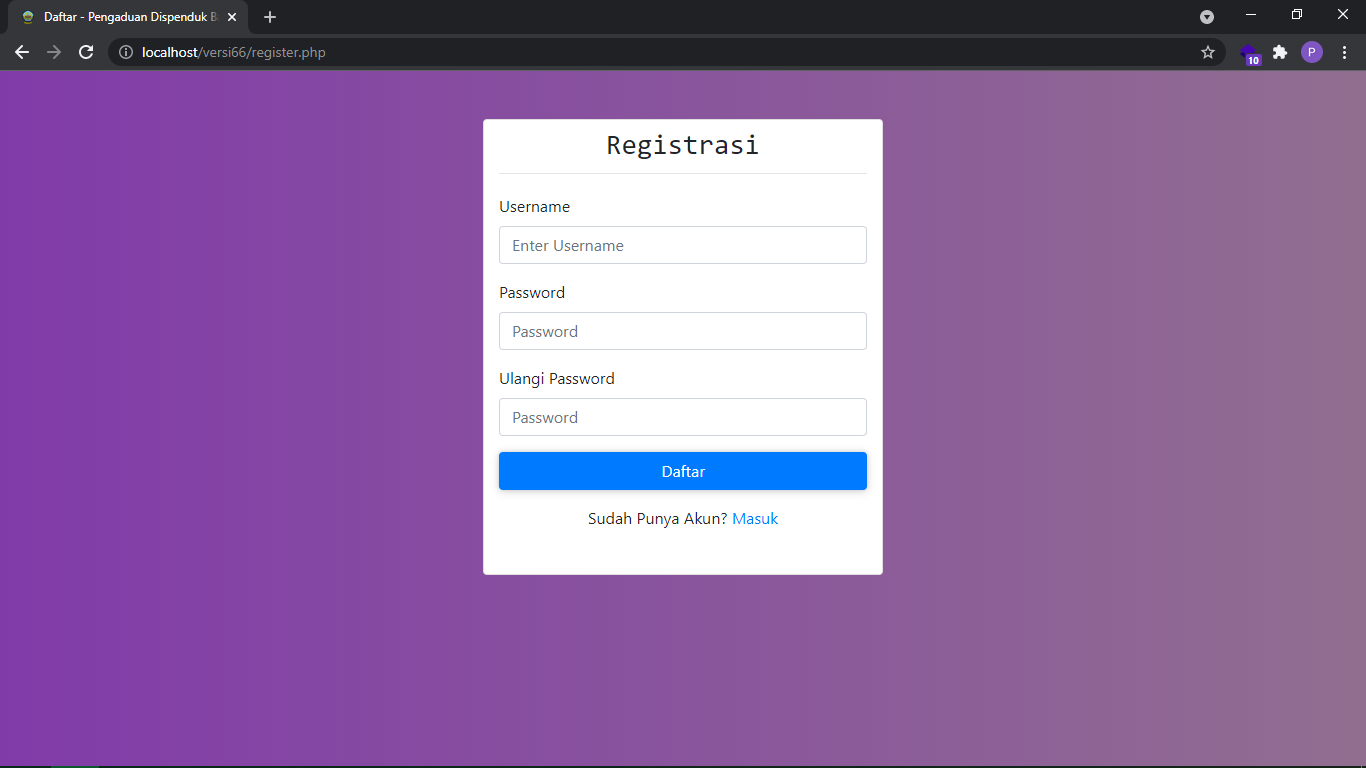 Daftar - Pengaduan Dispenduk
localhost/versi66/register.php
10
P
Registrasi
Username
Enter Username
Password
Password
Ulangi Password
Password
Daftar
Sudah Punya Akun? Masuk